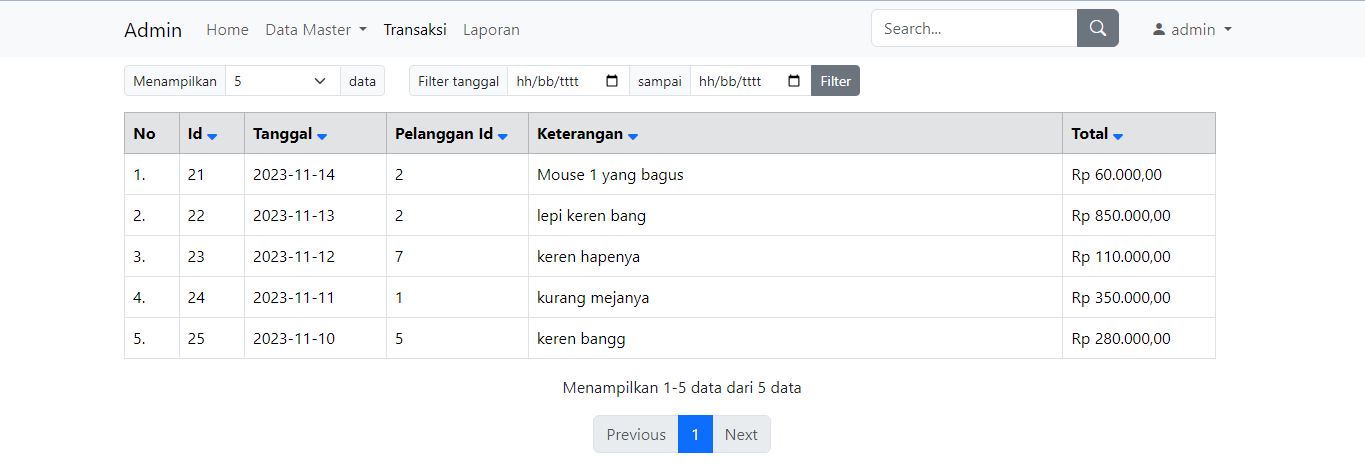 Admin Home Data Master Transaksi Laporan Search... admin
Menampilkan 5 data Filter tanggal hh/bb/tttt sampai hh/bb/tttt Filter
No Id Tanggal Pelanggan Id Keterangan Total
1. 21 2023-11-14 2 Mouse 1 yang bagus Rp 60.000,00
2. 22 2023-11-13 2 lepi keren bang Rp 850.000,00
3. 23 2023-11-12 7 keren hapenya Rp 110.000,00
4. 24 2023-11-11 1 kurang mejanya Rp 350.000,00
5. 25 2023-11-10 5 keren bangg Rp 280.000,00
Menampilkan 1-5 data dari 5 data
Previous 1 Next